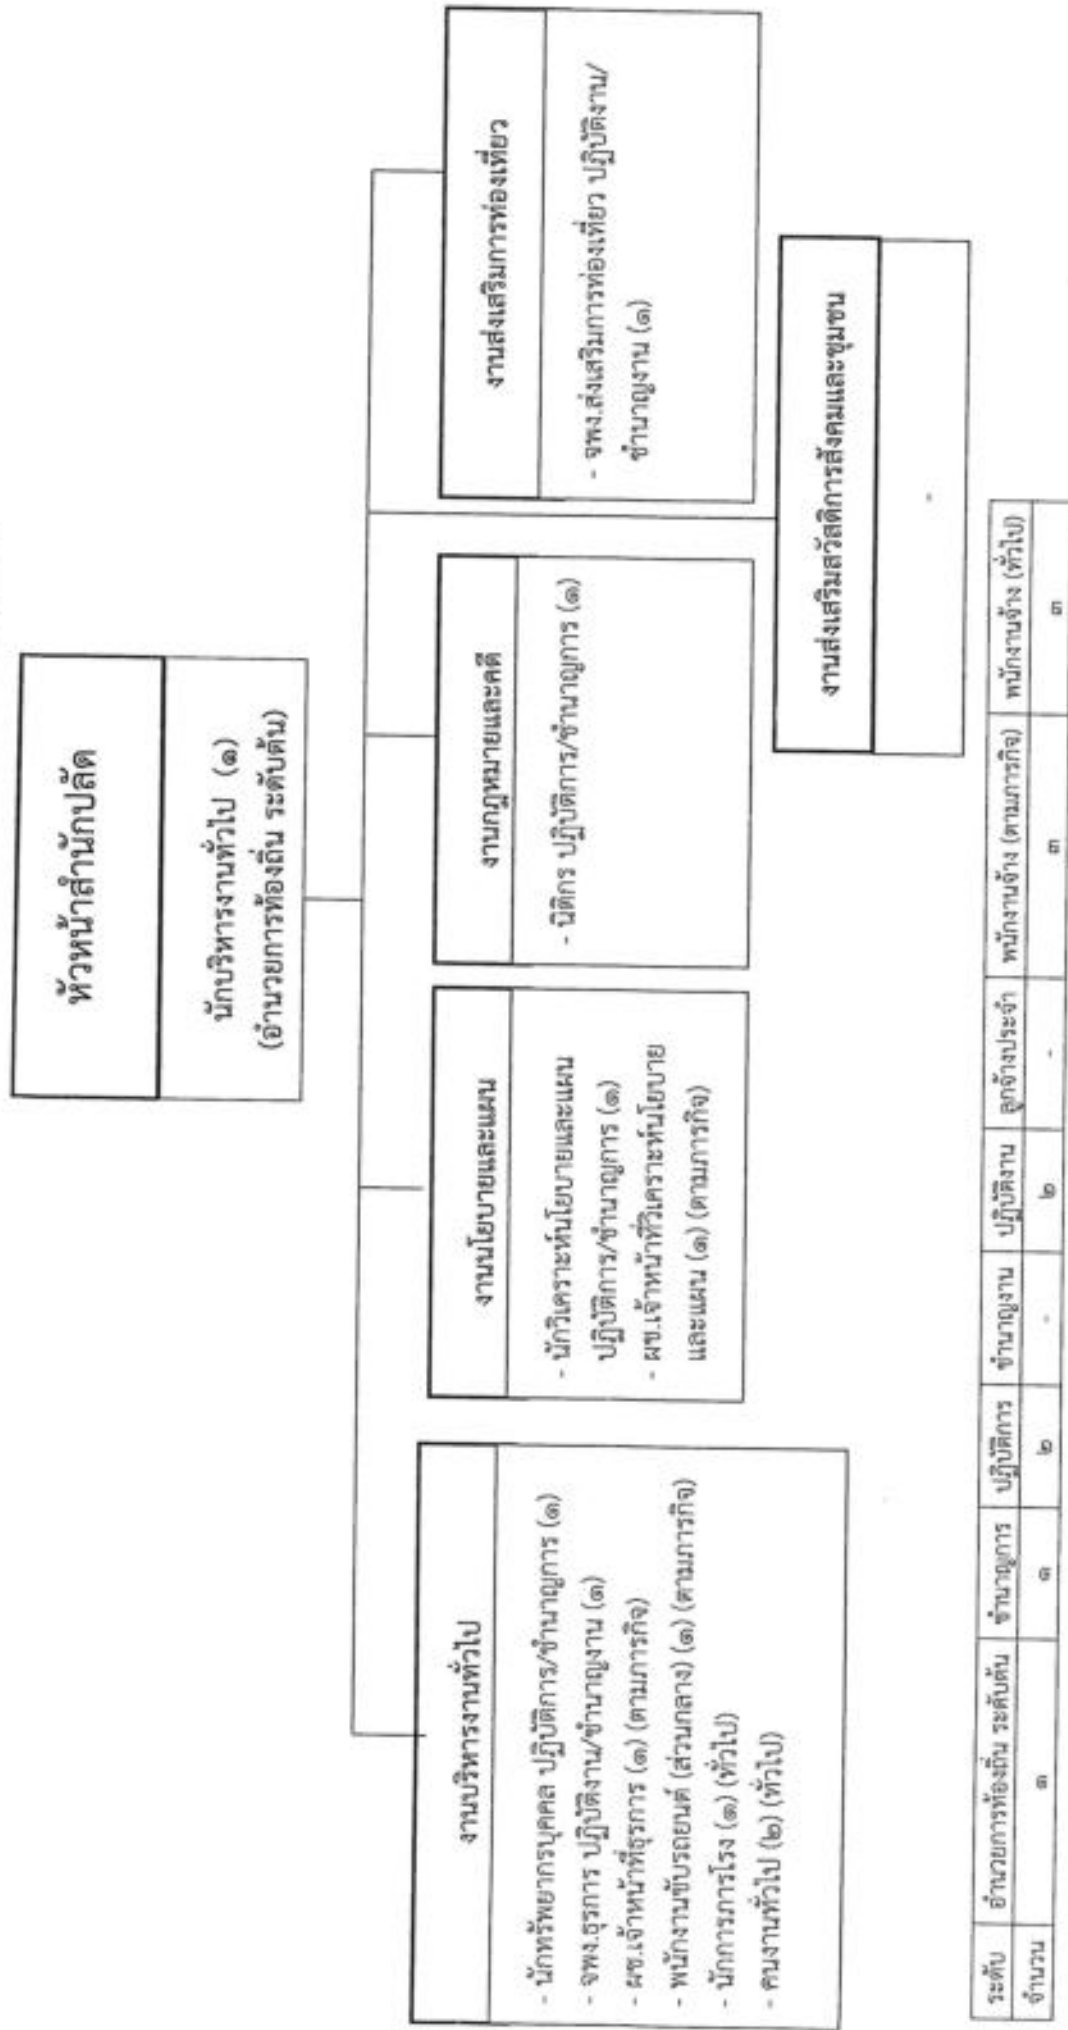 หัวหน้าสำนักปลัด
นักบริหารงานทั่วไป (๑)
(อำนวยการท้องถิ่น ระดับต้น)
งานบริหารงานทั่วไป
- นักทรัพยากรบุคคล ปฏิบัติการ/ชำนาญการ (๑)
- จพง.ธุรการ ปฏิบัติงาน/ชำนาญงาน (๑)
- ผช.เจ้าหน้าที่ธุรการ (๑) (ตามภารกิจ)
- พนักงานขับรถยนต์ (ส่วนกลาง) (๑) (ตามภารกิจ)
- นักการภารโรง (๑) (ทั่วไป)
- คนงานทั่วไป (๒) (ทั่วไป)
งานนโยบายและแผน
- นักวิเคราะห์นโยบายและแผน
ปฏิบัติการ/ชำนาญการ (๑)
- ผช.เจ้าหน้าที่วิเคราะห์นโยบาย
และแผน (๑) (ตามภารกิจ)
งานกฎหมายและคดี
- นิติกร ปฏิบัติการ/ชำนาญการ (๑)
งานส่งเสริมการท่องเที่ยว
- จพง.ส่งเสริมการท่องเที่ยว ปฏิบัติงาน/
ชำนาญงาน (๑)
งานส่งเสริมสวัสดิการสังคมและชุมชน
-
ระดับ อำนวยการท้องถิ่น ระดับต้น ชำนาญการ ปฏิบัติการ ชำนาญงาน ปฏิบัติงาน ลูกจ้างประจำ พนักงานจ้าง (ตามภารกิจ) พนักงานจ้าง (ทั่วไป)
จำนวน ๑ ๑ ๒ - ๒ - ๓ ๓